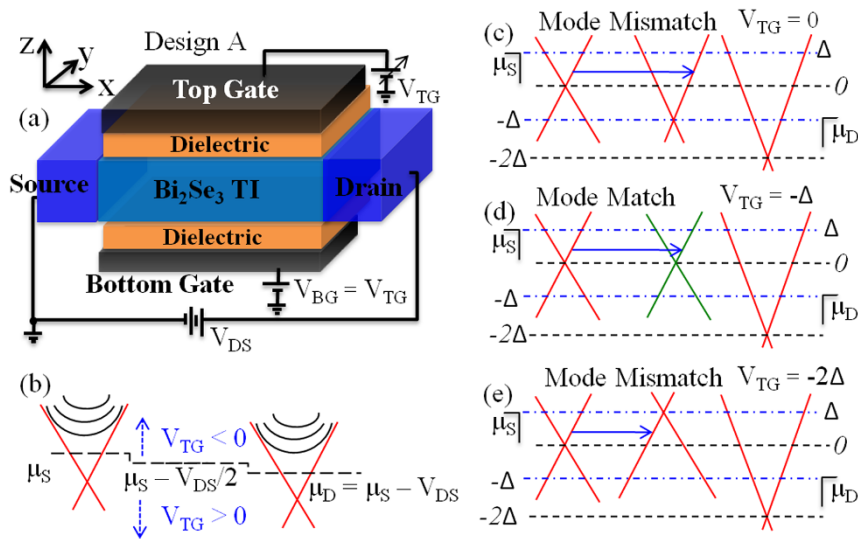 Design A
Z
y
X
(a)
Top Gate
V_TG
Dielectric
Source
Bi₂Se₃ TI
Drain
Dielectric
Bottom Gate
V_BG = V_TG
V_DS
(b)
V_TG < 0
μ_S
μ_S – V_DS/2
μ_D = μ_S – V_DS
V_TG > 0
(c)
Mode Mismatch
V_TG = 0
μ_S
Δ
0
-Δ
μ_D
-2Δ
(d)
Mode Match
V_TG = -Δ
μ_S
Δ
0
-Δ
μ_D
-2Δ
(e)
Mode Mismatch
V_TG = -2Δ
μ_S
Δ
0
-Δ
μ_D
-2Δ